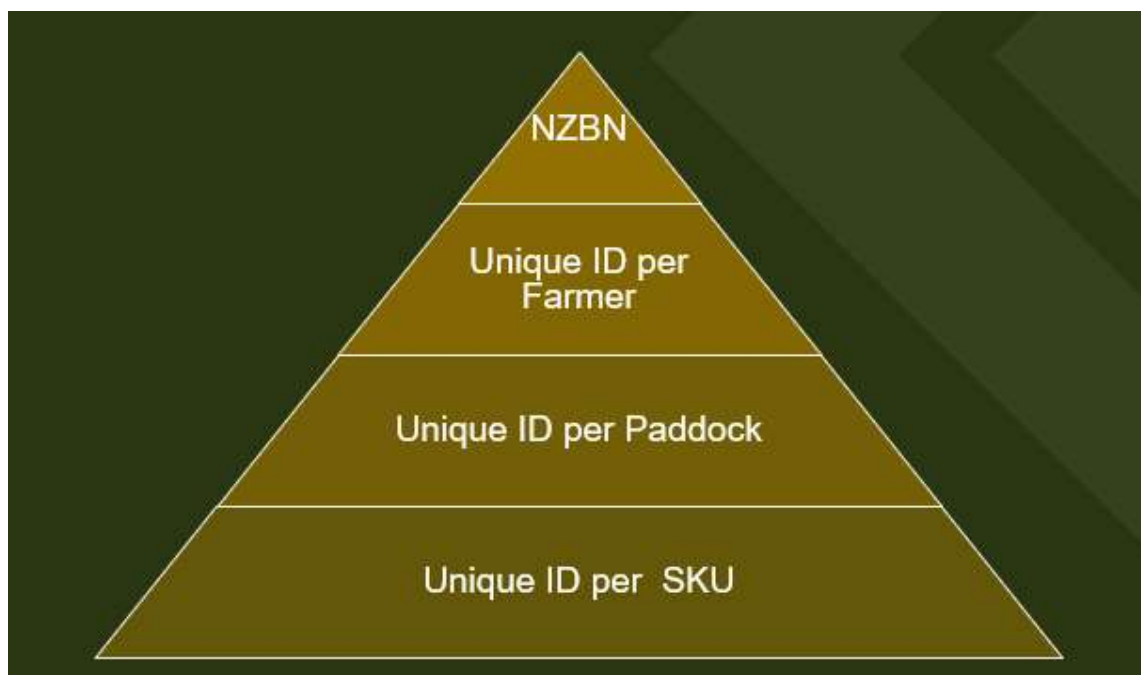 NZBN
Unique ID per
Farmer
Unique ID per Paddock
Unique ID per  SKU